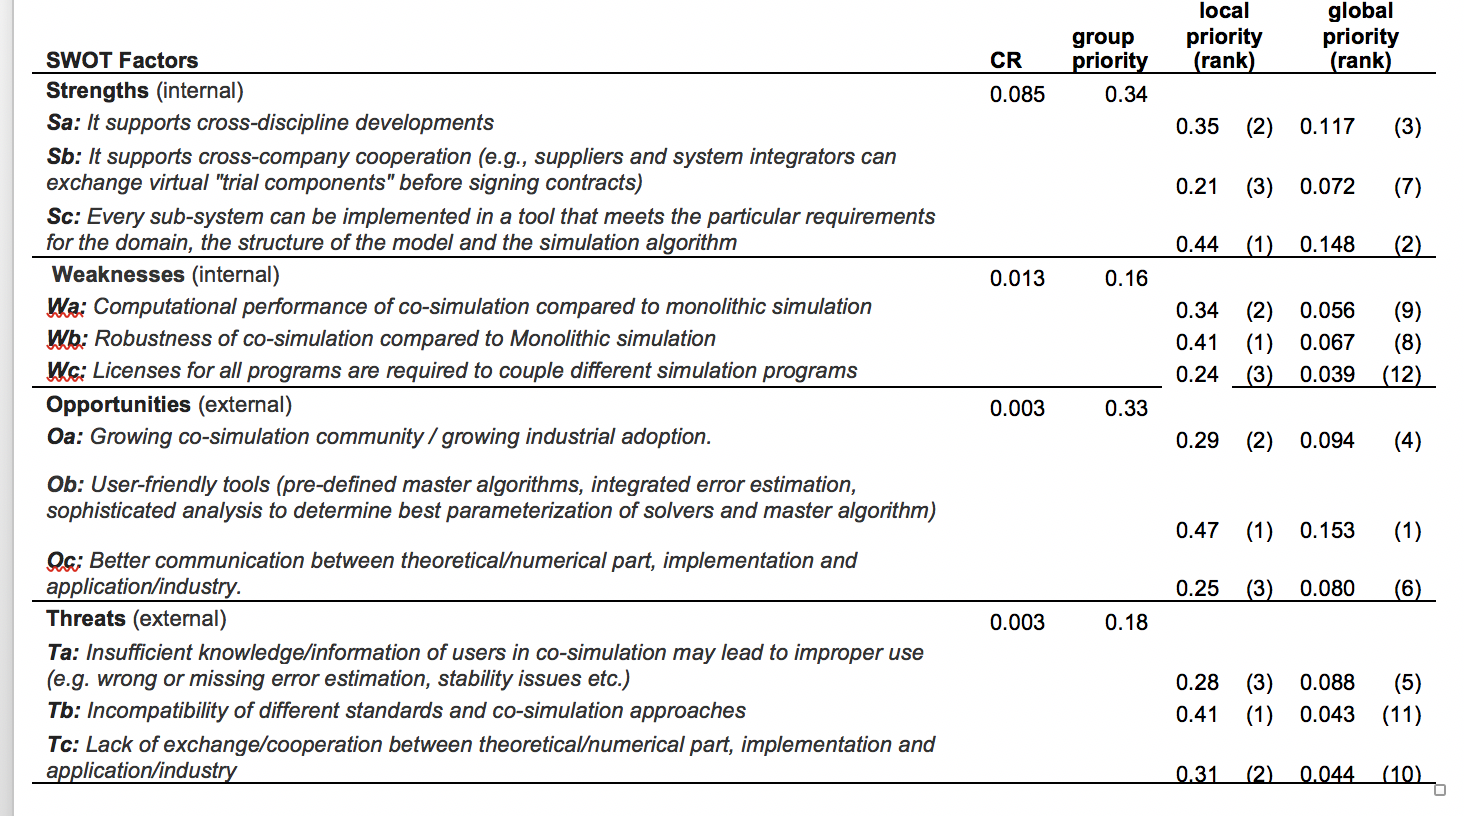 SWOT Factors CR group priority local priority (rank) global priority (rank)
Strengths (internal) 0.085 0.34
Sa: It supports cross-discipline developments 0.35 (2) 0.117 (3)
Sb: It supports cross-company cooperation (e.g., suppliers and system integrators can
exchange virtual "trial components" before signing contracts) 0.21 (3) 0.072 (7)
Sc: Every sub-system can be implemented in a tool that meets the particular requirements
for the domain, the structure of the model and the simulation algorithm 0.44 (1) 0.148 (2)
Weaknesses (internal) 0.013 0.16
Wa: Computational performance of co-simulation compared to monolithic simulation 0.34 (2) 0.056 (9)
Wb: Robustness of co-simulation compared to Monolithic simulation 0.41 (1) 0.067 (8)
Wc: Licenses for all programs are required to couple different simulation programs 0.24 (3) 0.039 (12)
Opportunities (external) 0.003 0.33
Oa: Growing co-simulation community / growing industrial adoption. 0.29 (2) 0.094 (4)
Ob: User-friendly tools (pre-defined master algorithms, integrated error estimation,
sophisticated analysis to determine best parameterization of solvers and master algorithm) 0.47 (1) 0.153 (1)
Oc: Better communication between theoretical/numerical part, implementation and
application/industry. 0.25 (3) 0.080 (6)
Threats (external) 0.003 0.18
Ta: Insufficient knowledge/information of users in co-simulation may lead to improper use
(e.g. wrong or missing error estimation, stability issues etc.) 0.28 (3) 0.088 (5)
Tb: Incompatibility of different standards and co-simulation approaches 0.41 (1) 0.043 (11)
Tc: Lack of exchange/cooperation between theoretical/numerical part, implementation and
application/industry 0.31 (2) 0.044 (10)